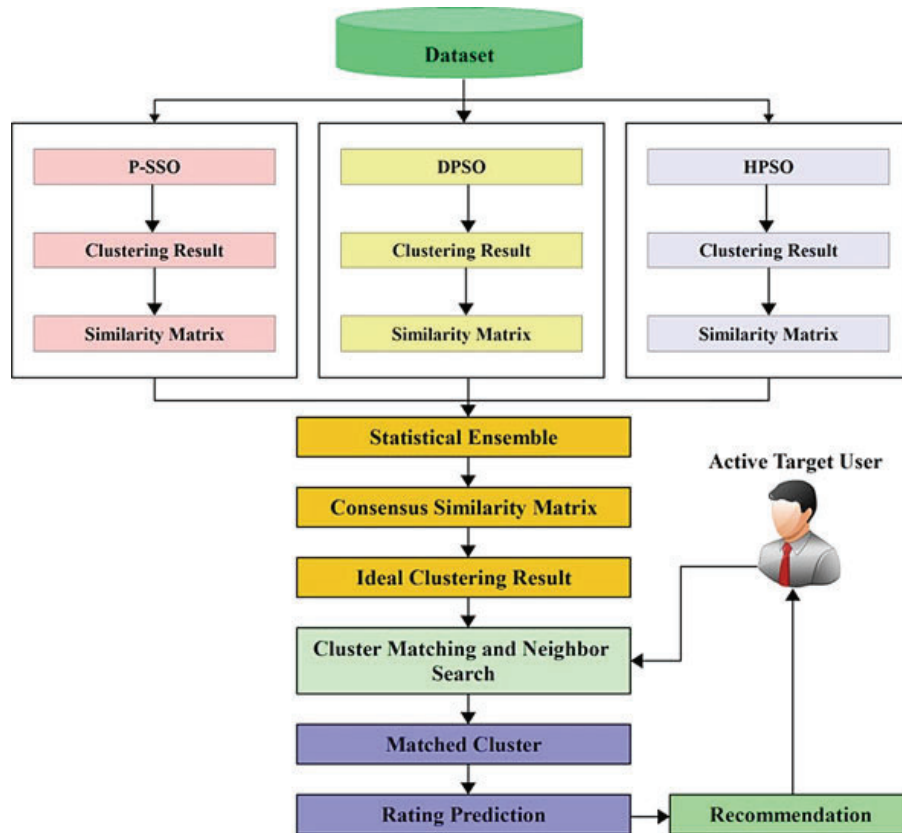 Dataset
P-SSO
DPSO
HPSO
Clustering Result
Clustering Result
Clustering Result
Similarity Matrix
Similarity Matrix
Similarity Matrix
Statistical Ensemble
Active Target User
Consensus Similarity Matrix
Ideal Clustering Result
Cluster Matching and Neighbor
Search
Matched Cluster
Rating Prediction
Recommendation